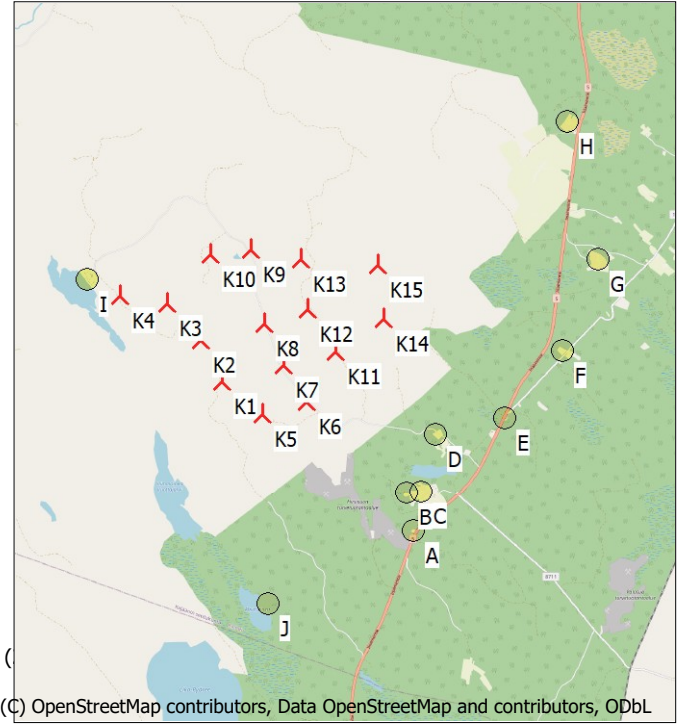 H
G
I
K10
K9
K13
K15
K4
K3
K12
K14
K8
K2
K11
F
K7
K1
K6
K5
E
D
BC
A
8711
J
(
(C) OpenStreetMap contributors, Data OpenStreetMap and contributors, ODbL